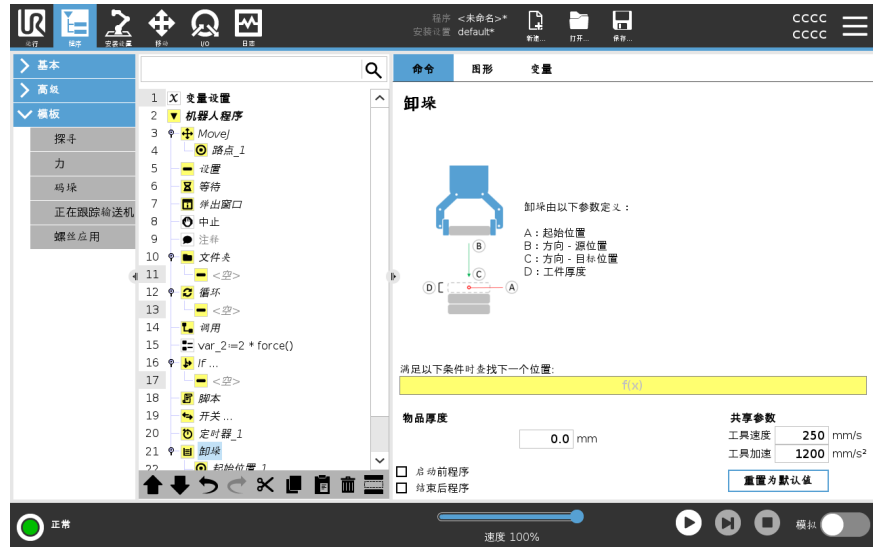 运行
程序
安装设置
移动
I/O
日志
程序 <未命名>*
安装设置 default*
新建...
打开...
保存...
CCCC
CCCC
基本
高级
模板
探寻
力
码垛
正在跟踪输送机
螺丝应用
1 X 变量设置
2 机器人程序
3 MoveJ
4 路点_1
5 设置
6 等待
7 弹出窗口
8 中止
9 注释
10 文件夹
11 <空>
12 循环
13 <空>
14 调用
15 var_2≔2 * force()
16 If ...
17 <空>
18 脚本
19 开关 ...
20 定时器_1
21 卸垛
22 起始位置_1
命令 图形 变量
卸垛
B
C
D
A
卸垛由以下参数定义：
A：起始位置
B：方向 - 源位置
C：方向 - 目标位置
D：工件厚度
满足以下条件时查找下一个位置:
f(x)
物品厚度
0.0 mm
共享参数
工具速度 250 mm/s
工具加速 1200 mm/s²
重置为默认值
启动前程序
结束后程序
正常
速度 100%
模拟